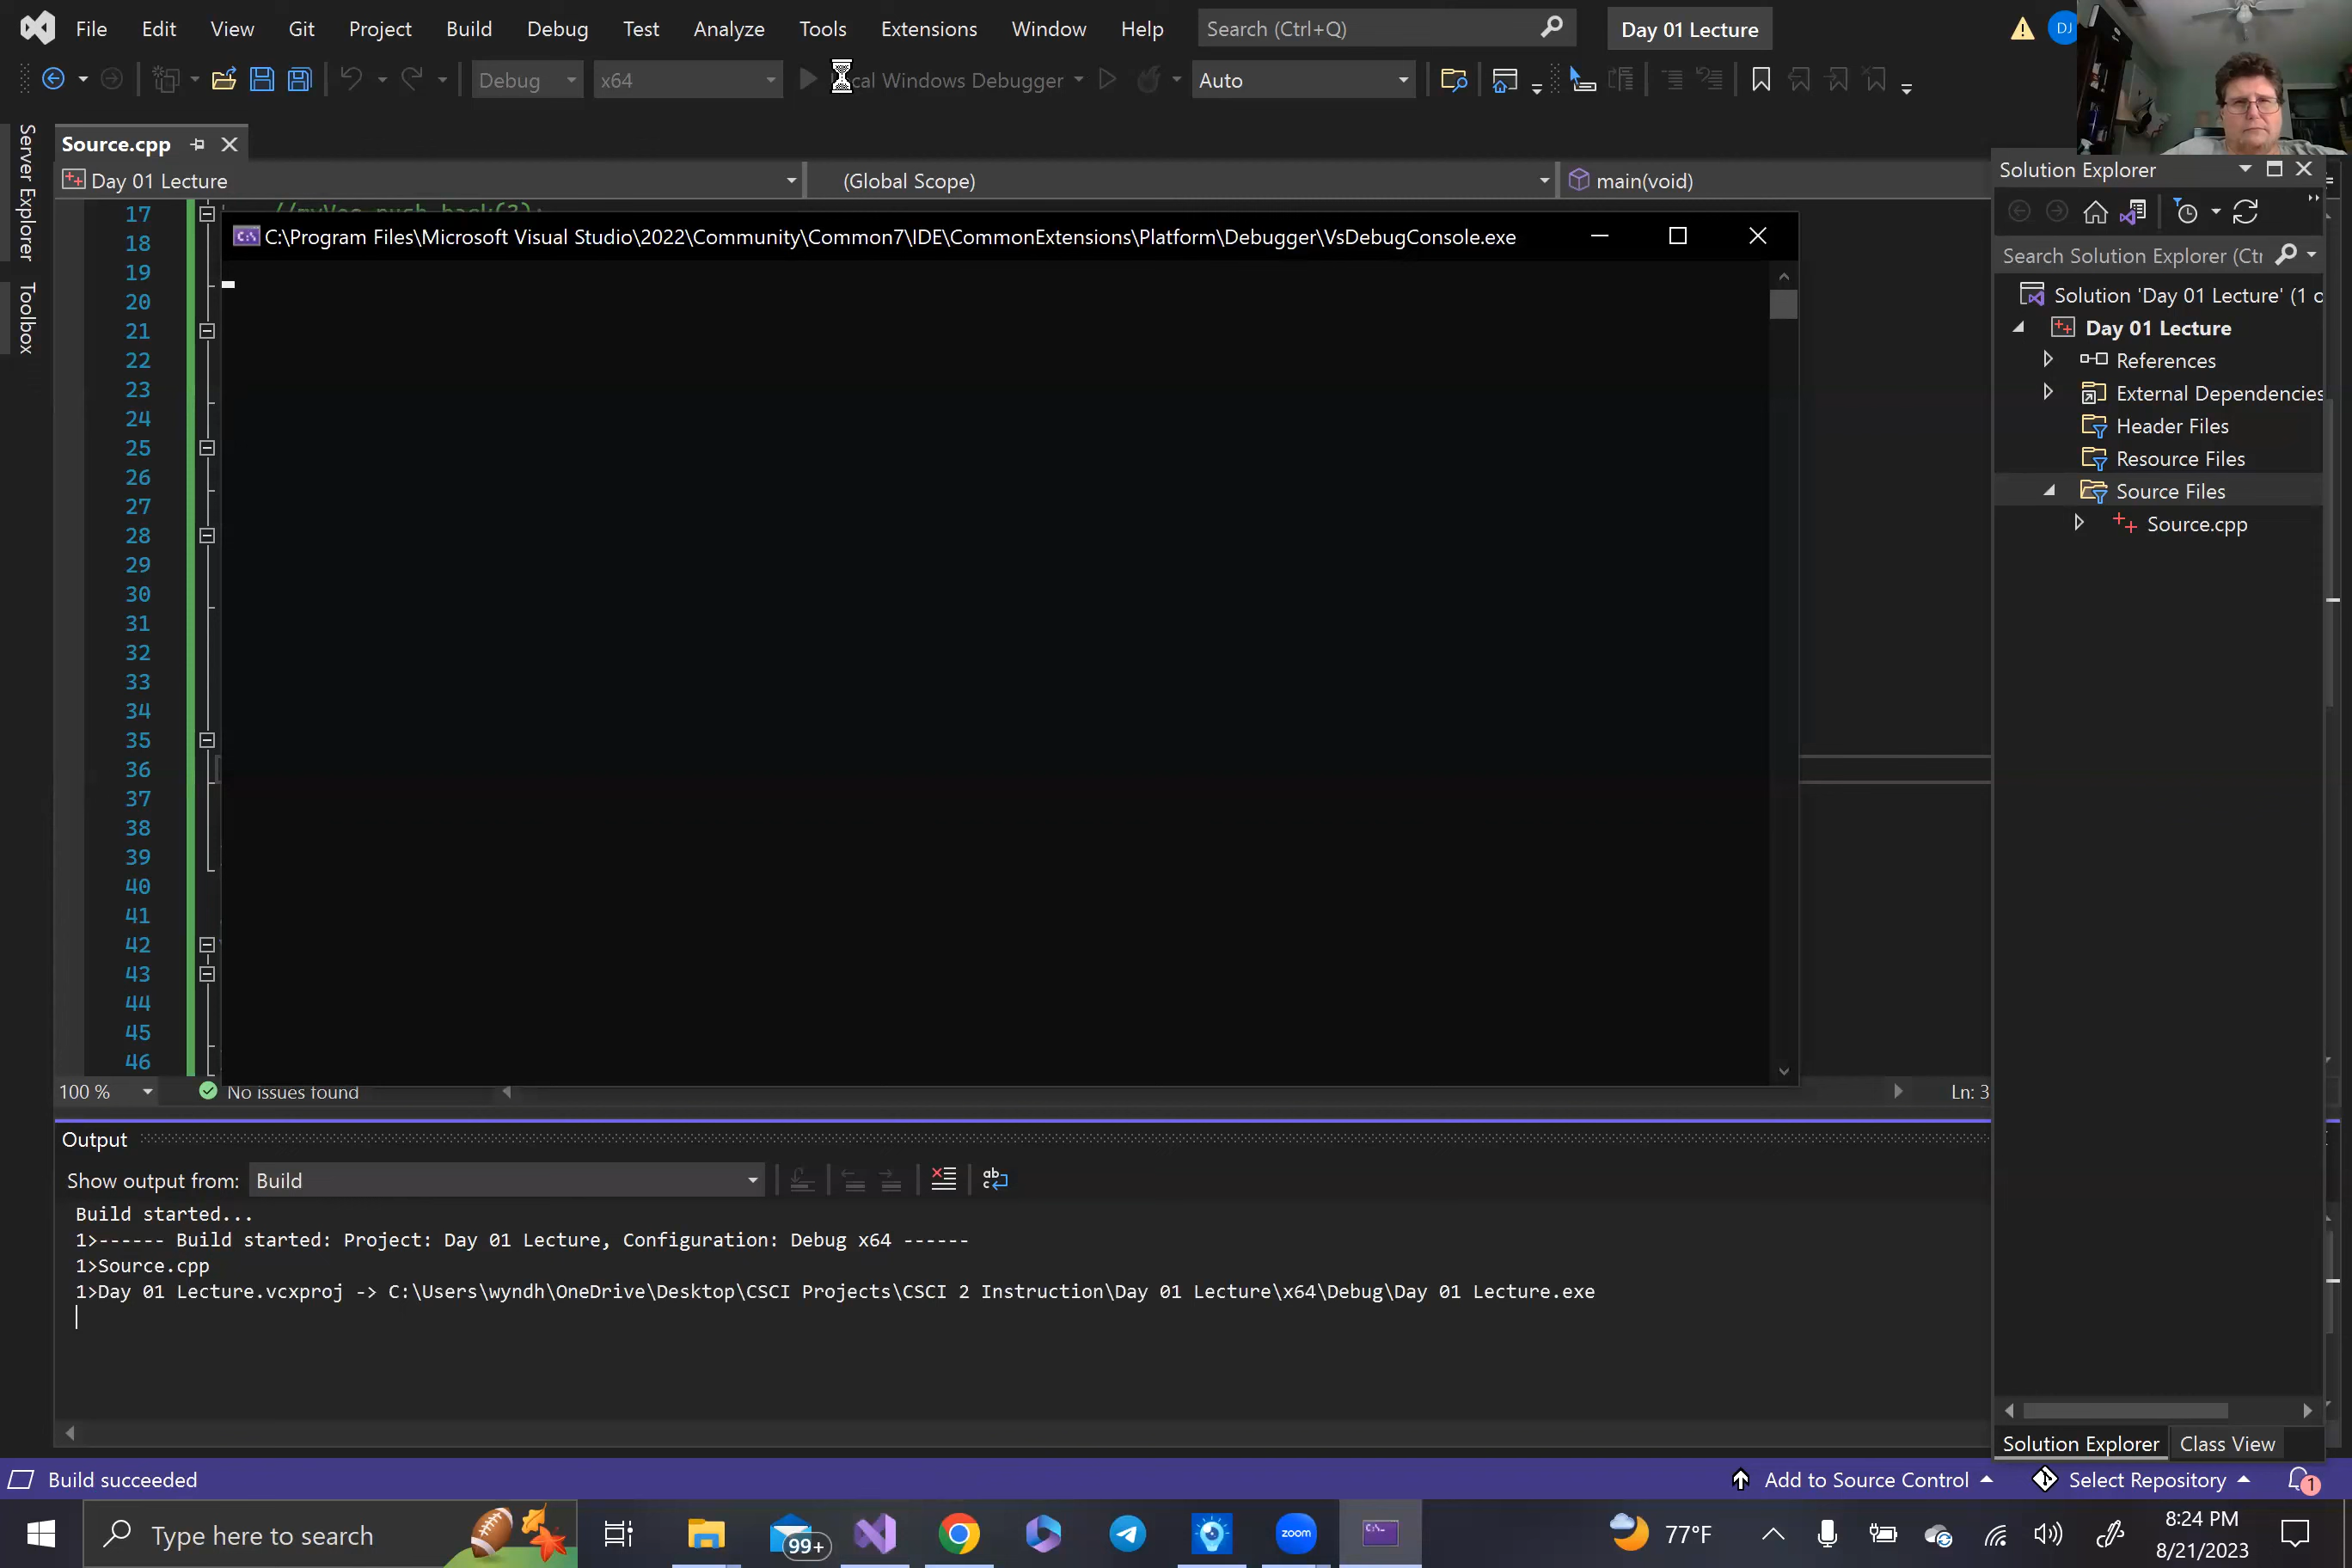 File Edit View Git Project Build Debug Test Analyze Tools Extensions Window Help Search (Ctrl+Q) Day 01 Lecture DJ
Debug x64 cal Windows Debugger Auto
Server Explorer
Toolbox
Source.cpp
Day 01 Lecture (Global Scope) main(void)
17
C:\Program Files\Microsoft Visual Studio\2022\Community\Common7\IDE\CommonExtensions\Platform\Debugger\VsDebugConsole.exe
18
19
20
21
22
23
24
25
26
27
28
29
30
31
32
33
34
35
36
37
38
39
40
41
42
43
44
45
46
100 % No issues found Ln: 3
Output
Show output from: Build
Build started...
1>------ Build started: Project: Day 01 Lecture, Configuration: Debug x64 ------
1>Source.cpp
1>Day 01 Lecture.vcxproj -> C:\Users\wyndh\OneDrive\Desktop\CSCI Projects\CSCI 2 Instruction\Day 01 Lecture\x64\Debug\Day 01 Lecture.exe
Solution Explorer
Search Solution Explorer (Ctr
Solution 'Day 01 Lecture' (1 o
Day 01 Lecture
References
External Dependencies
Header Files
Resource Files
Source Files
Source.cpp
Solution Explorer Class View
Build succeeded Add to Source Control Select Repository 1
Type here to search 99+ zoom 77°F 8:24 PM
8/21/2023